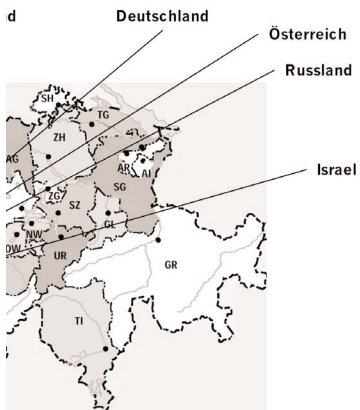 d
Deutschland
Österreich
Russland
Israel
SH
TG
ZH
AG
AR
AI
SG
ZG
SZ
GL
NW
OW
UR
GR
TI